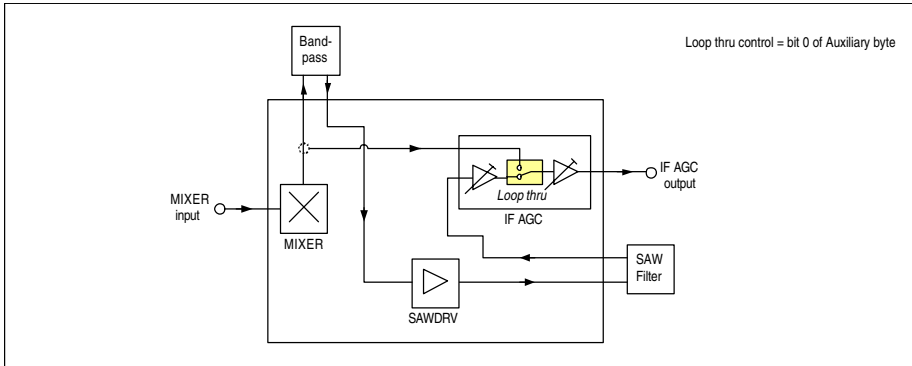 Band-
pass
Loop thru control = bit 0 of Auxiliary byte
MIXER
input
MIXER
Loop thru
IF AGC
IF AGC
output
SAWDRV
SAW
Filter